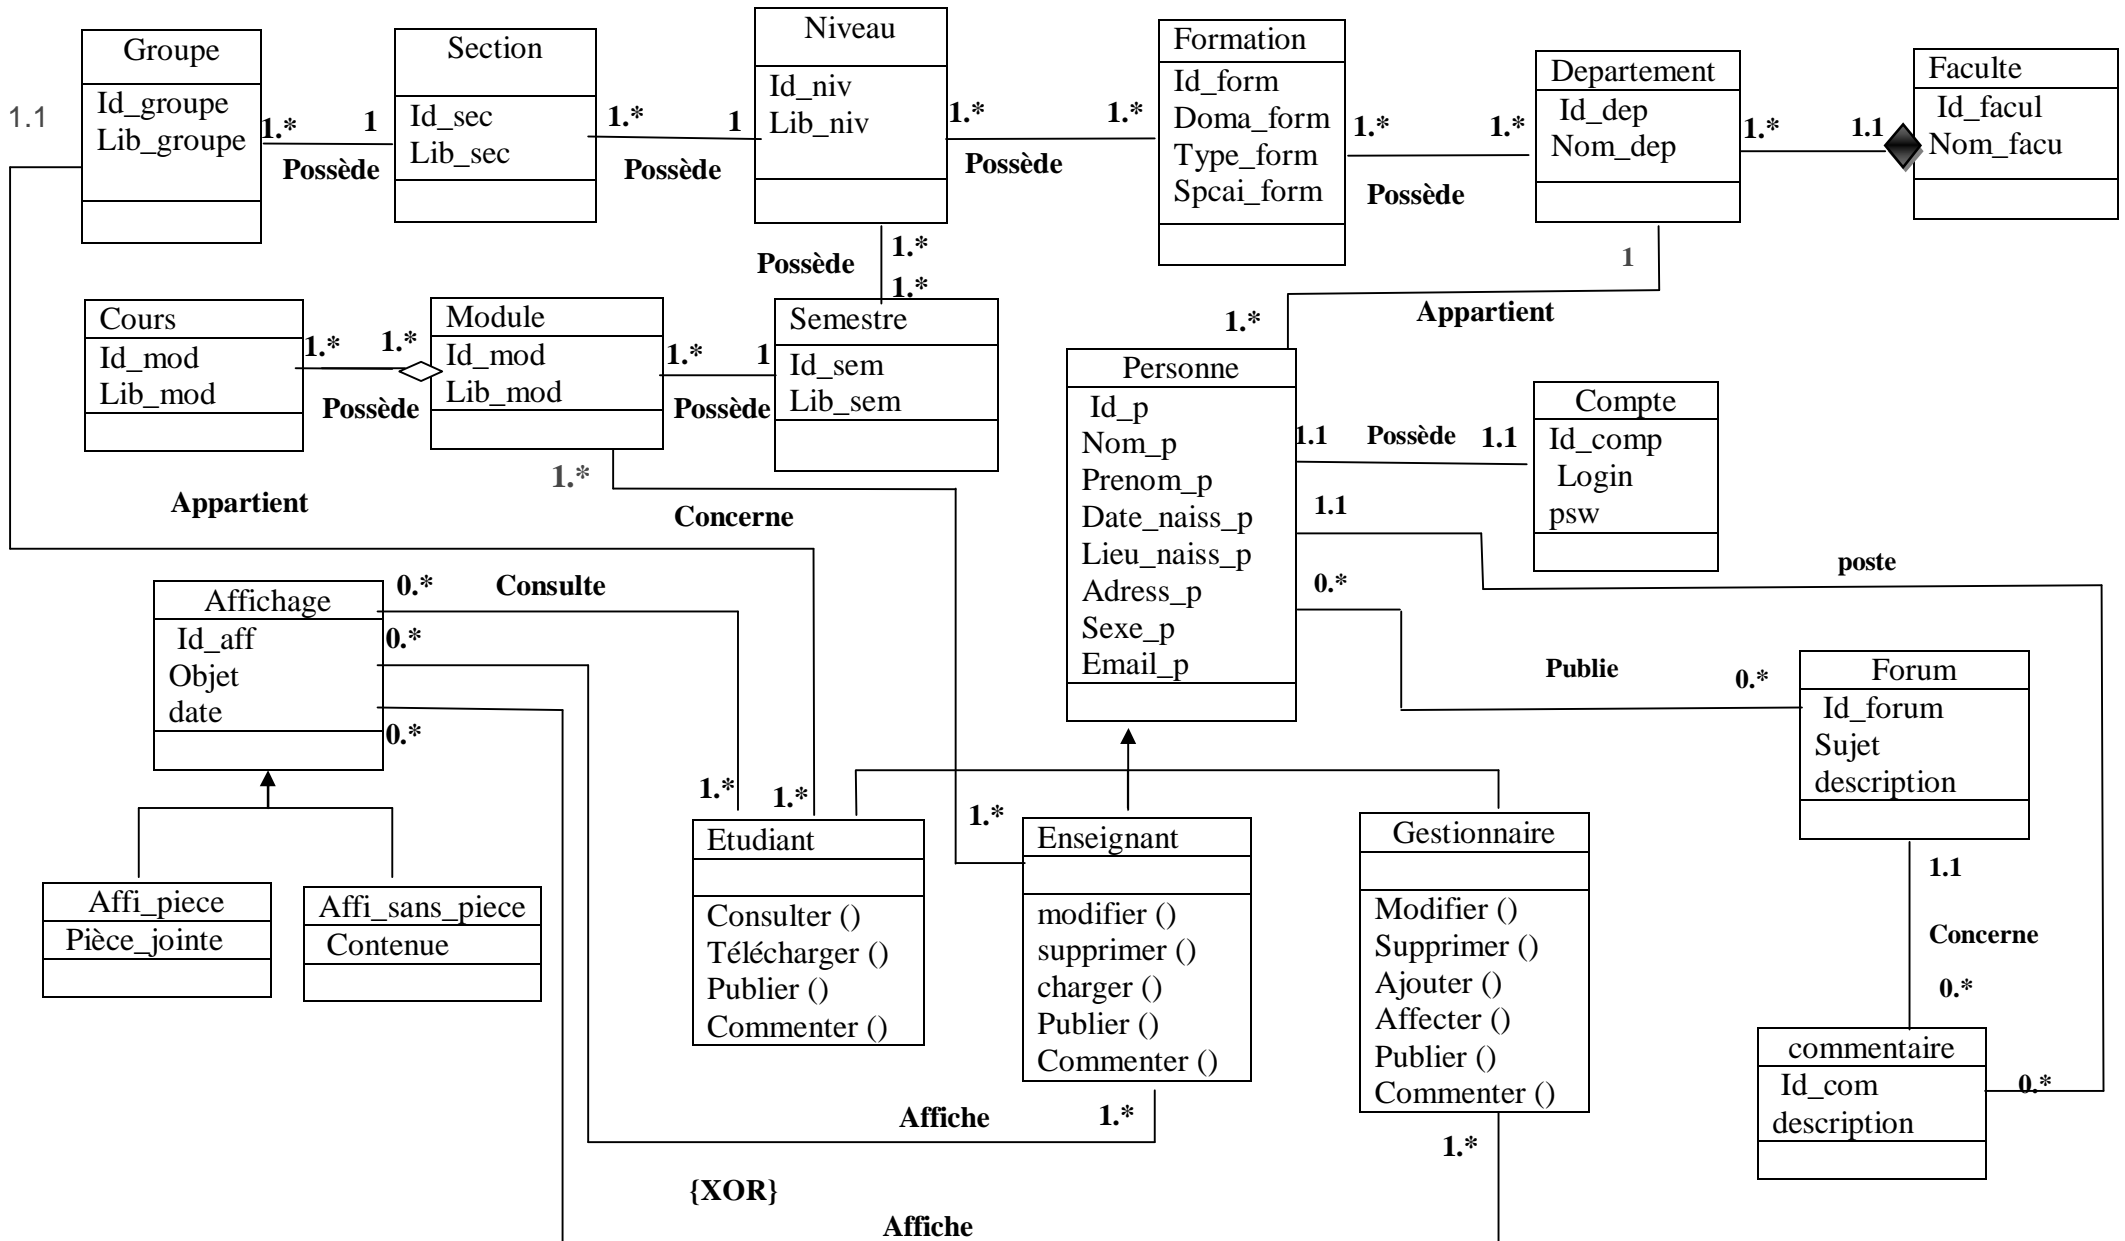 Groupe
Id_groupe
Lib_groupe
1.1
1.*
1
Possède
Section
Id_sec
Lib_sec
1.*
1
Possède
Niveau
Id_niv
Lib_niv
1.*
1.*
Possède
Formation
Id_form
Doma_form
Type_form
Spcai_form
1.*
1.*
Possède
Departement
Id_dep
Nom_dep
1.*
1.1
Faculte
Id_facul
Nom_facu
Possède
1.*
1.*
1
Appartient
1.*
Cours
Id_mod
Lib_mod
1.*
1.*
Possède
Module
Id_mod
Lib_mod
1.*
1
Possède
Semestre
Id_sem
Lib_sem
1.*
Concerne
Appartient
Personne
Id_p
Nom_p
Prenom_p
Date_naiss_p
Lieu_naiss_p
Adress_p
Sexe_p
Email_p
1.1
Possède
1.1
Compte
Id_comp
Login
psw
1.1
poste
0.*
Publie
0.*
Forum
Id_forum
Sujet
description
Affichage
Id_aff
Objet
date
0.*
Consulte
0.*
0.*
1.*
1.*
1.*
Affi_piece
Pièce_jointe
Affi_sans_piece
Contenue
Etudiant
Consulter ()
Télécharger ()
Publier ()
Commenter ()
Enseignant
modifier ()
supprimer ()
charger ()
Publier ()
Commenter ()
Gestionnaire
Modifier ()
Supprimer ()
Ajouter ()
Affecter ()
Publier ()
Commenter ()
1.1
Concerne
0.*
commentaire
Id_com
description
0.*
Affiche
1.*
1.*
{XOR}
Affiche